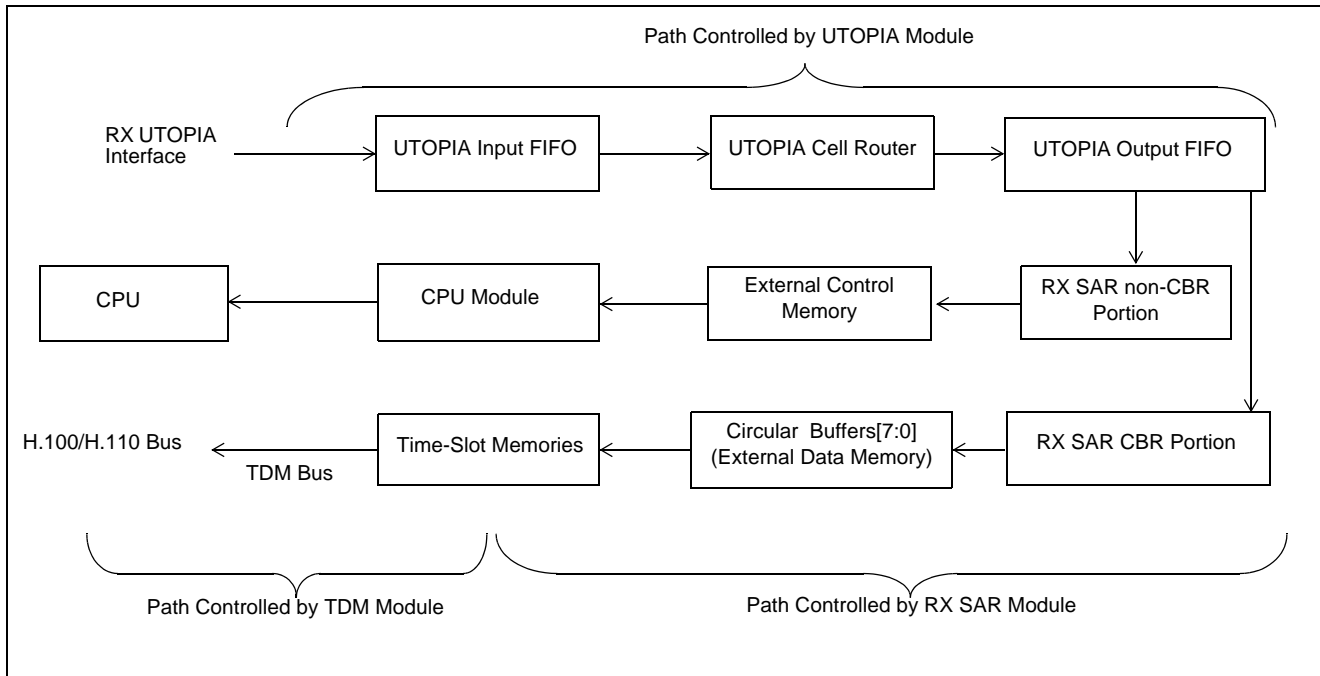 Path Controlled by UTOPIA Module
RX UTOPIA
Interface
UTOPIA Input FIFO
UTOPIA Cell Router
UTOPIA Output FIFO
CPU
CPU Module
External Control
Memory
RX SAR non-CBR
Portion
H.100/H.110 Bus
TDM Bus
Time-Slot Memories
Circular Buffers[7:0]
(External Data Memory)
RX SAR CBR Portion
Path Controlled by TDM Module
Path Controlled by RX SAR Module